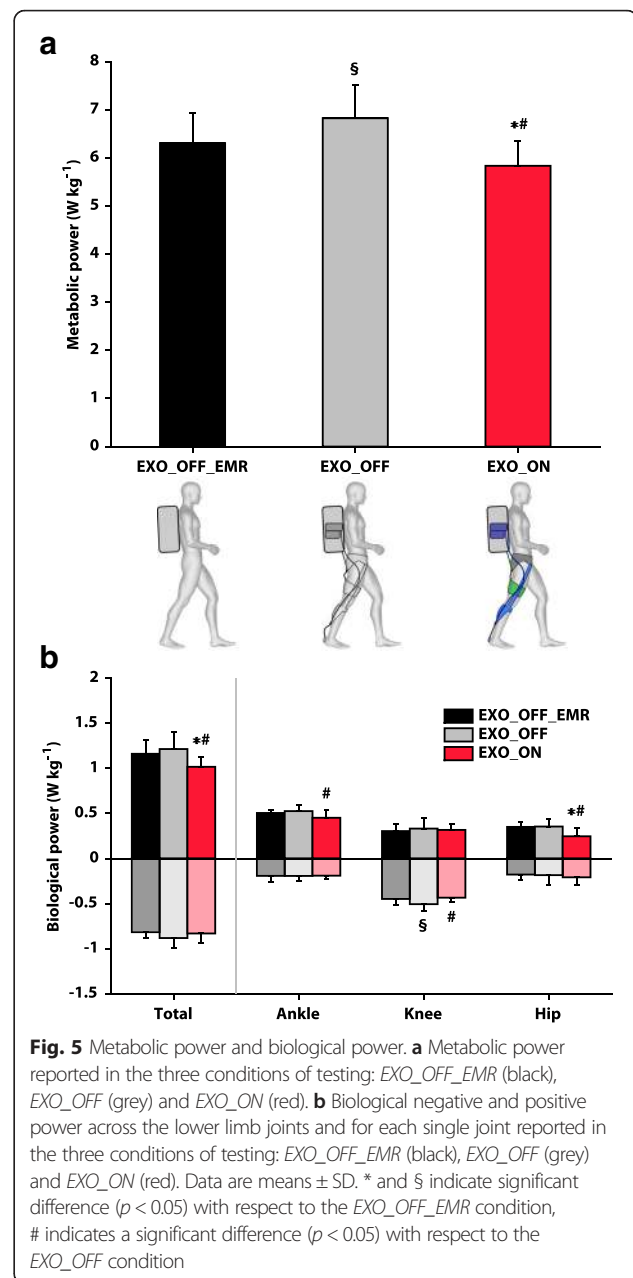 a
8
§
7
*#
6
5
4
3
2
1
0
Metabolic power (W kg⁻¹)
EXO_OFF_EMR EXO_OFF EXO_ON
b
2
1.5
1
0.5
0
-0.5
-1
-1.5
Biological power (W kg⁻¹)
EXO_OFF_EMR
EXO_OFF
EXO_ON
*#
#
*#
§
#
Total Ankle Knee Hip
Fig. 5 Metabolic power and biological power. a Metabolic power
reported in the three conditions of testing: EXO_OFF_EMR (black),
EXO_OFF (grey) and EXO_ON (red). b Biological negative and positive
power across the lower limb joints and for each single joint reported in
the three conditions of testing: EXO_OFF_EMR (black), EXO_OFF (grey)
and EXO_ON (red). Data are means ± SD. * and § indicate significant
difference (p < 0.05) with respect to the EXO_OFF_EMR condition,
# indicates a significant difference (p < 0.05) with respect to the
EXO_OFF condition